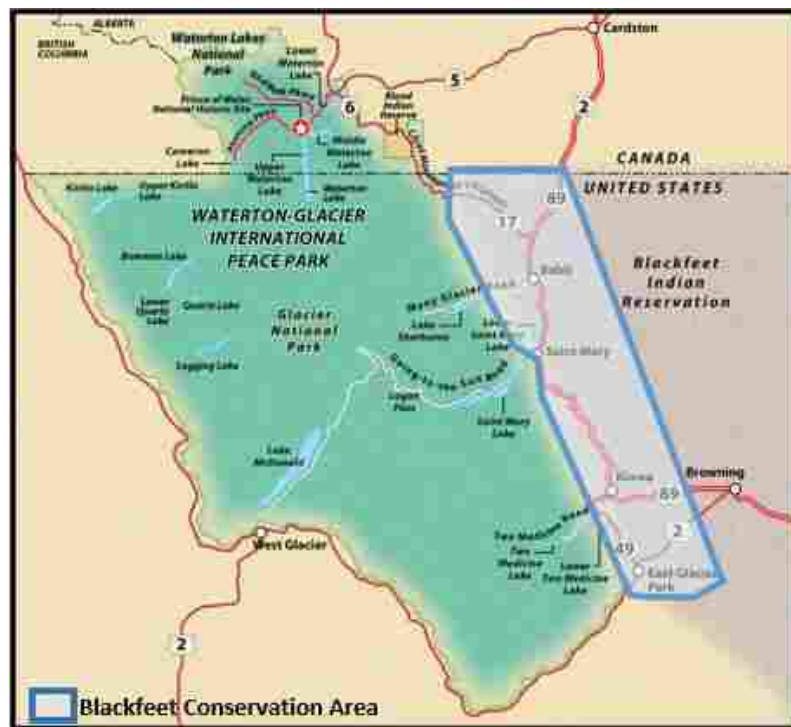 ALBERTA
BRITISH
COLUMBIA
Waterton Lakes
National
Park
Lower
Waterton
Lake
Cardston
5
2
6
Blood
Indian
Reserve
Prince of Wales
National Historic Site
Cameron
Lake
Upper
Waterton
Lake
Middle
Waterton
Lake
Waterton
Lake
CANADA
UNITED STATES
Kintla Lake
Upper Kintla
Lake
WATERTON-GLACIER
INTERNATIONAL
PEACE PARK
17
89
Babb
Blackfeet
Indian
Reservation
Bowman Lake
Lower
Quartz
Lake
Quartz Lake
Logging Lake
Glacier
National
Park
Many Glacier Road
Lake
Sherburne
Lower
Saint Mary
Lake
Saint Mary
Going-to-the-Sun Road
Logan
Pass
Saint Mary
Lake
Lake
McDonald
West Glacier
Kiowa
89
Browning
Two Medicine Road
Two
Medicine
Lake
Lower
Two Medicine
Lake
49
2
East Glacier
Park
2
Blackfeet Conservation Area